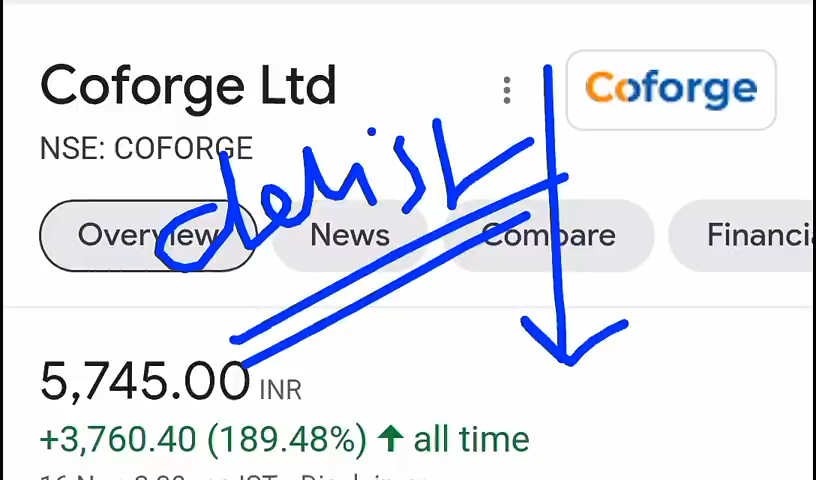 Coforge Ltd
Coforge
NSE: COFORGE
delist
Overview News Compare Financi
5,745.00 INR
+3,760.40 (189.48%) ↑ all time